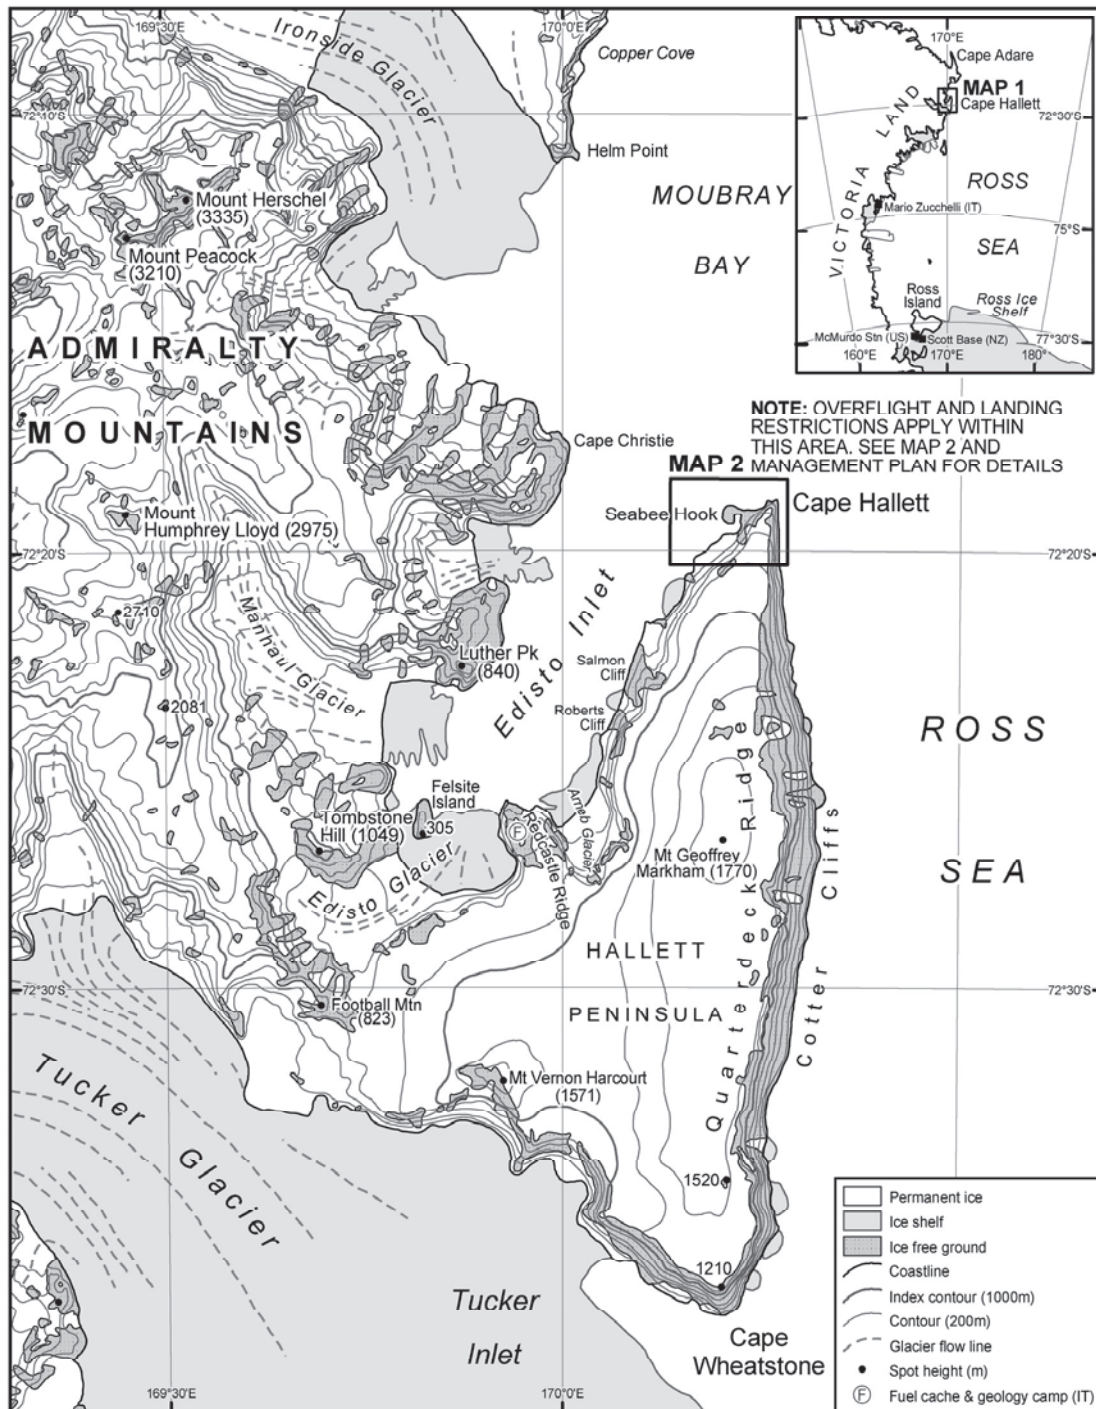 169°30'E
170°0'E
Ironside Glacier
Copper Cove
72°10'S
Helm Point
MOUBRAY
BAY
Mount Herschel
(3335)
Mount Peacock
(3210)
ADMIRALTY
MOUNTAINS
170°E
Cape Adare
MAP 1
Cape Hallett
72°30'S
VICTORIA LAND
ROSS
SEA
Mario Zucchelli (IT)
75°S
Ross
Island
Ross Ice
Shelf
McMurdo Stn (US)
Scott Base (NZ)
77°30'S
160°E
170°E
180°
NOTE: OVERFLIGHT AND LANDING
RESTRICTIONS APPLY WITHIN
THIS AREA. SEE MAP 2 AND
MANAGEMENT PLAN FOR DETAILS
MAP 2
Cape Christie
Cape Hallett
Seabee Hook
Mount
Humphrey Lloyd (2975)
72°20'S
72°20'S
2710
Manhaul Glacier
Luther Pk
(840)
Edisto Inlet
Salmon
Cliff
Roberts
Cliff
2081
ROSS
SEA
Felsite
Island
305
Tombstone
Hill (1049)
F
Redcastle Ridge
Arneb Glacier
Edisto Glacier
Mt Geoffrey
Markham (1770)
Quarterdeck Ridge
Cotter Cliffs
HALLETT
PENINSULA
72°30'S
72°30'S
Football Mtn
(823)
Mt Vernon Harcourt
(1571)
Tucker Glacier
1520
1210
Tucker
Inlet
Cape
Wheatstone
169°30'E
170°0'E
Permanent ice
Ice shelf
Ice free ground
Coastline
Index contour (1000m)
Contour (200m)
Glacier flow line
Spot height (m)
F Fuel cache & geology camp (IT)